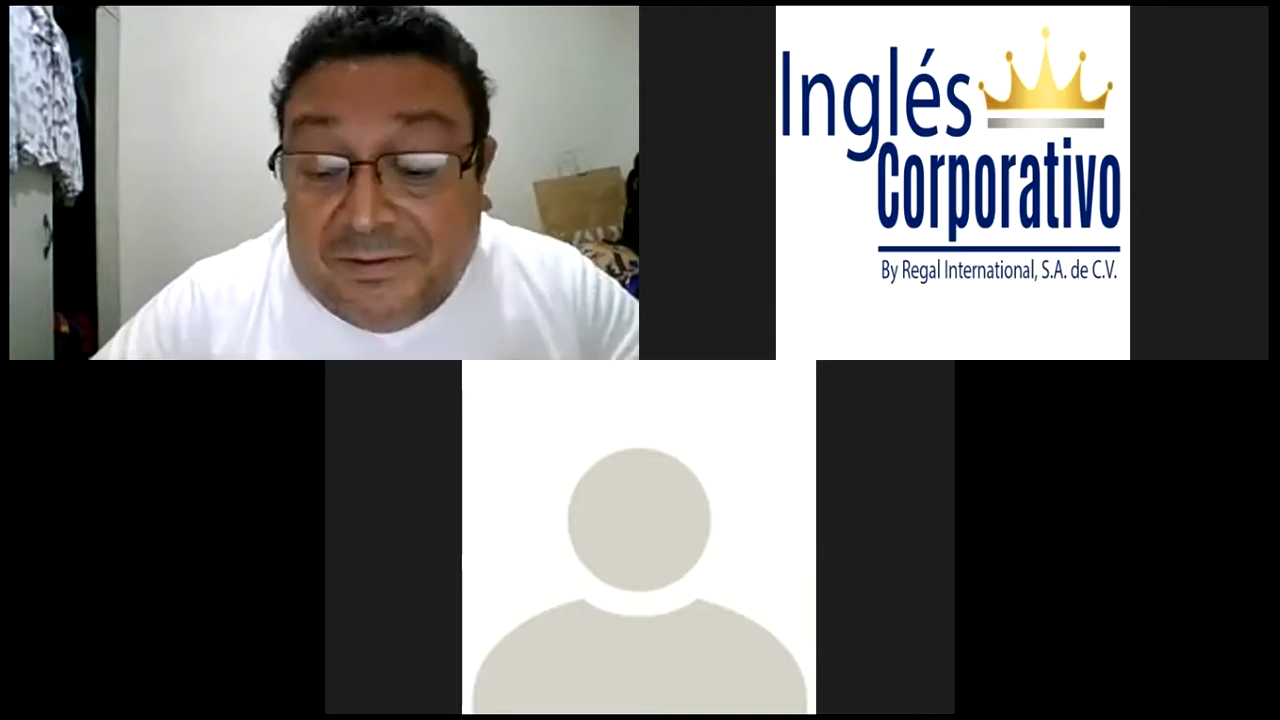 Inglés
Corporativo
By Regal International, S.A. de C.V.